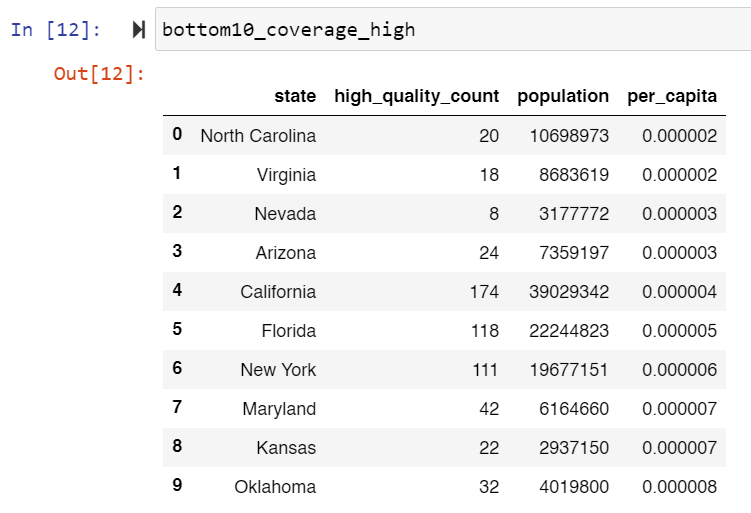 In [12]: bottom10_coverage_high
Out[12]:
state high_quality_count population per_capita
0 North Carolina 20 10698973 0.000002
1 Virginia 18 8683619 0.000002
2 Nevada 8 3177772 0.000003
3 Arizona 24 7359197 0.000003
4 California 174 39029342 0.000004
5 Florida 118 22244823 0.000005
6 New York 111 19677151 0.000006
7 Maryland 42 6164660 0.000007
8 Kansas 22 2937150 0.000007
9 Oklahoma 32 4019800 0.000008